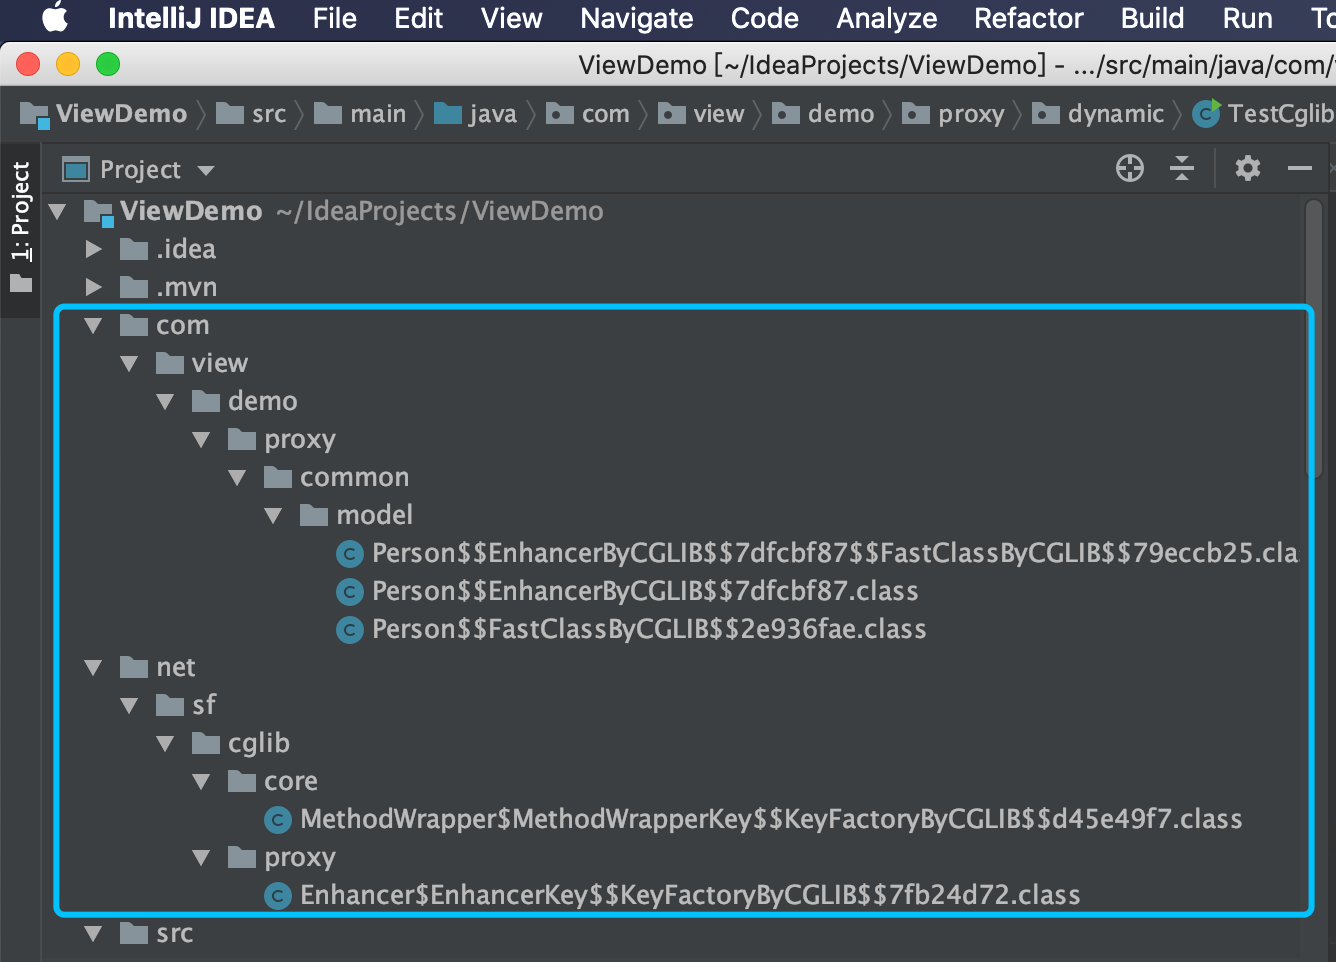 IntelliJ IDEA File Edit View Navigate Code Analyze Refactor Build Run To
ViewDemo [~/IdeaProjects/ViewDemo] - .../src/main/java/com/
ViewDemo src main java com view demo proxy dynamic TestCglib
1: Project
Project
ViewDemo ~/IdeaProjects/ViewDemo
.idea
.mvn
com
view
demo
proxy
common
model
Person$$EnhancerByCGLIB$$7dfcbf87$$FastClassByCGLIB$$79eccb25.cla
Person$$EnhancerByCGLIB$$7dfcbf87.class
Person$$FastClassByCGLIB$$2e936fae.class
net
sf
cglib
core
MethodWrapper$MethodWrapperKey$$KeyFactoryByCGLIB$$d45e49f7.class
proxy
Enhancer$EnhancerKey$$KeyFactoryByCGLIB$$7fb24d72.class
src